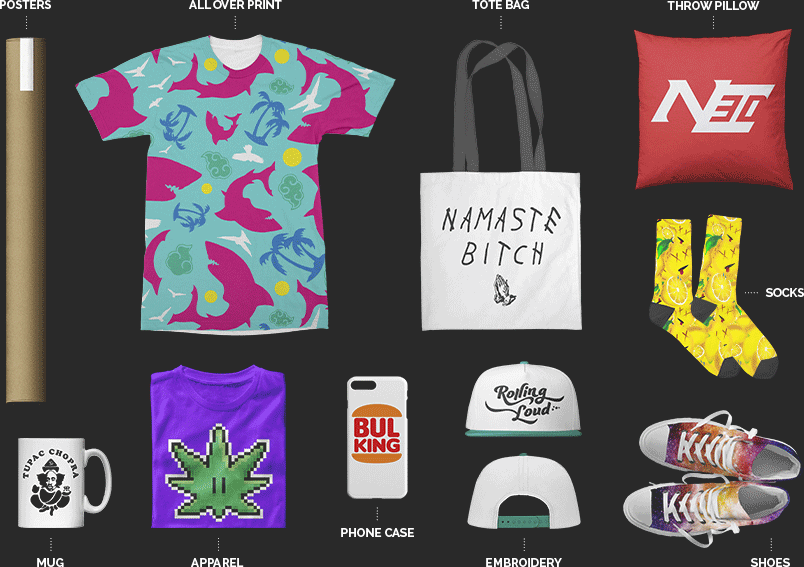 POSTERS
ALL OVER PRINT
TOTE BAG
THROW PILLOW
NAMASTE
BITCH
SOCKS
TUPAC CHOPRA
BUL
KING
Rolling
Loud
MUG
APPAREL
PHONE CASE
EMBROIDERY
SHOES